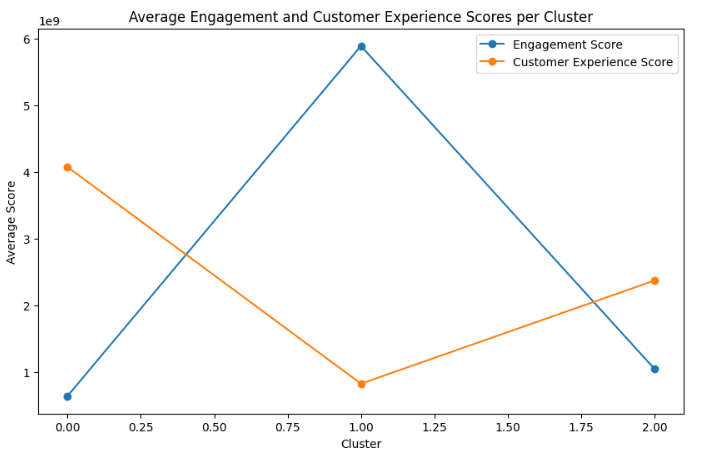 Average Engagement and Customer Experience Scores per Cluster
1e9
Engagement Score
Customer Experience Score
6
5
4
3
2
1
Average Score
0.00 0.25 0.50 0.75 1.00 1.25 1.50 1.75 2.00
Cluster